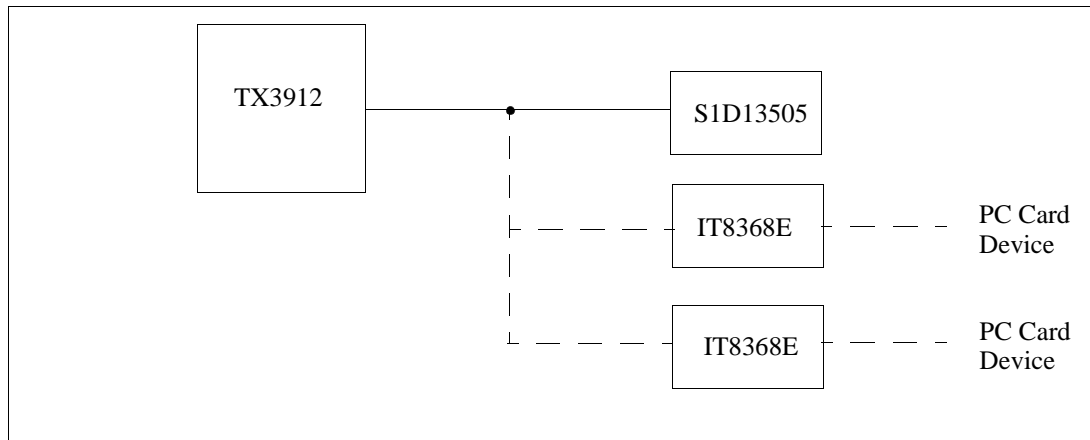 TX3912
S1D13505
IT8368E
PC Card
Device
IT8368E
PC Card
Device